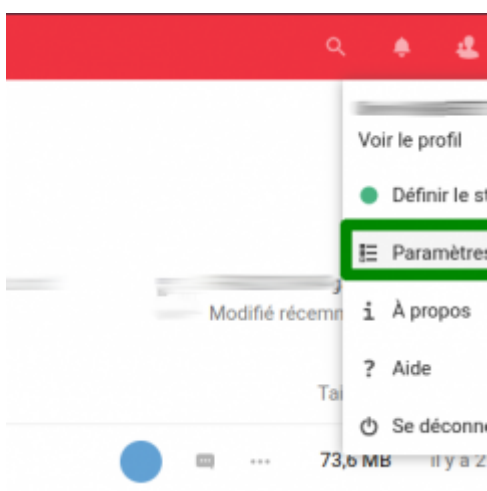 Voir le profil
Définir le st
Paramètres
Modifié récemm
À propos
Aide
Tai
Se déconne
73,6 MB il y a 2